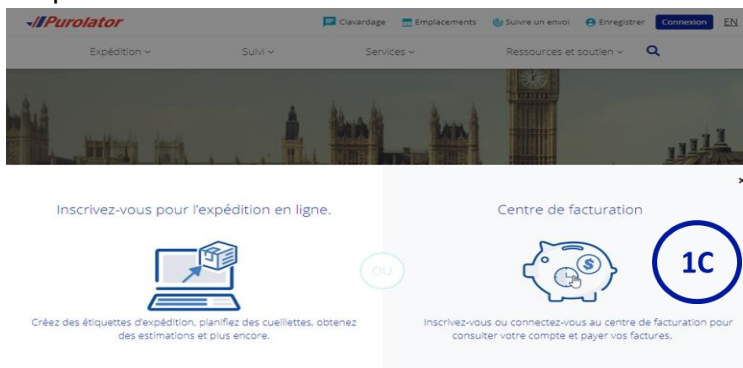 Purolator
Clavardage Emplacements Suivre un envoi Enregistrer Connexion EN
Expédition Suivi Services Ressources et soutien
×
Inscrivez-vous pour l'expédition en ligne.
Centre de facturation
OU
$
1C
Créez des étiquettes d'expédition, planifiez des cueillettes, obtenez
des estimations et plus encore.
Inscrivez-vous ou connectez-vous au centre de facturation pour
consulter votre compte et payer vos factures.